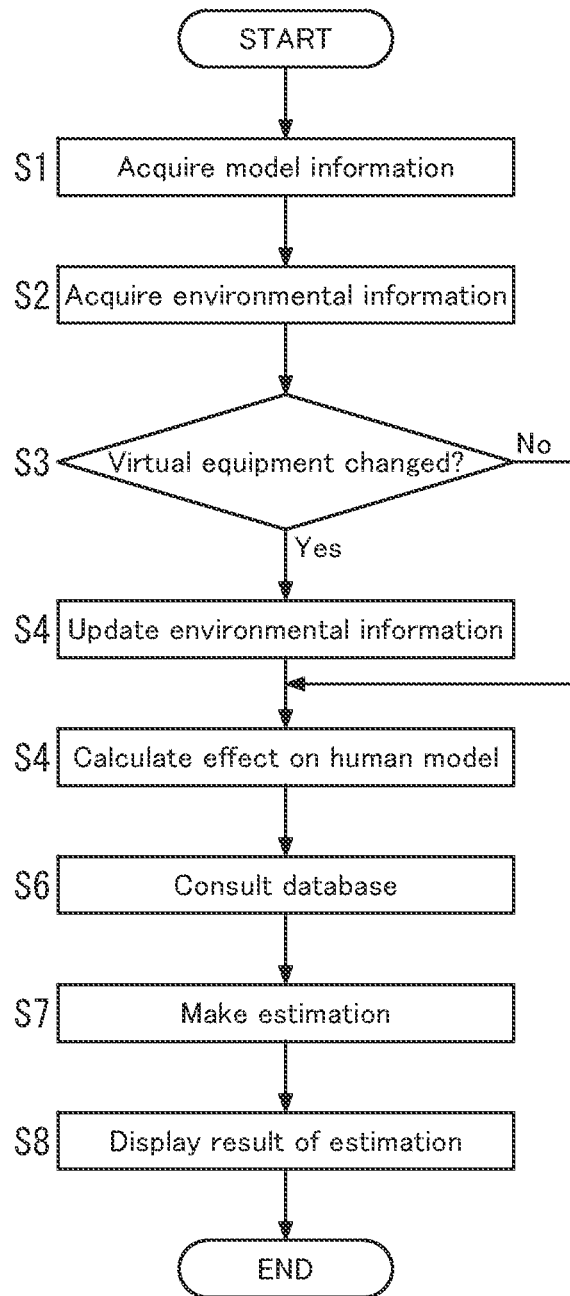 START
S1 Acquire model information
S2 Acquire environmental information
S3 Virtual equipment changed?
No
Yes
S4 Update environmental information
S4 Calculate effect on human model
S6 Consult database
S7 Make estimation
S8 Display result of estimation
END